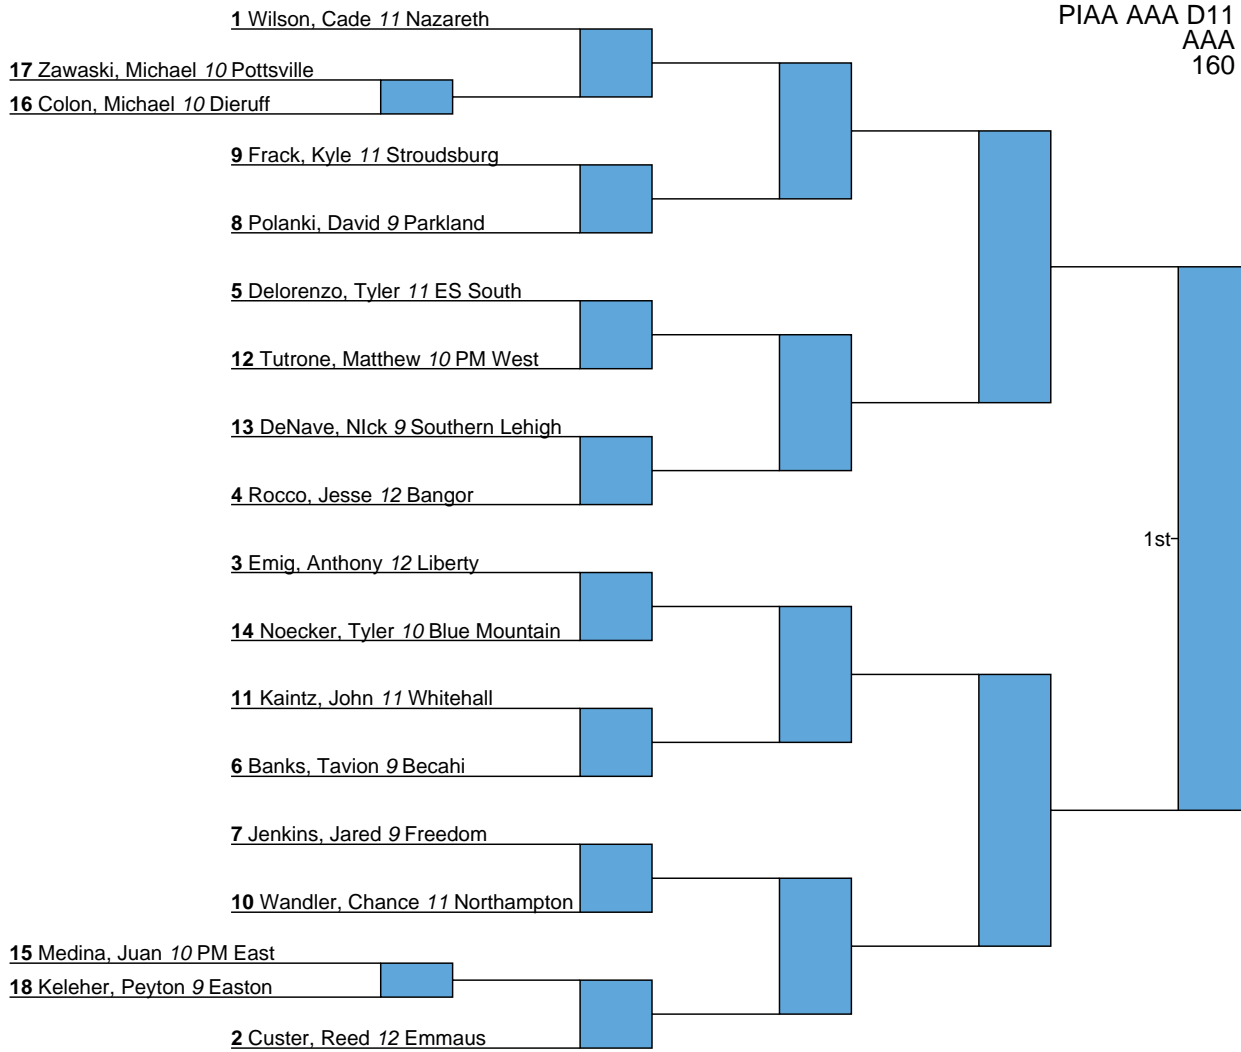 PIAA AAA D11
AAA
160
1 Wilson, Cade 11 Nazareth
17 Zawaski, Michael 10 Pottsville
16 Colon, Michael 10 Dieruff
9 Frack, Kyle 11 Stroudsburg
8 Polanki, David 9 Parkland
5 Delorenzo, Tyler 11 ES South
12 Tutrone, Matthew 10 PM West
13 DeNave, NIck 9 Southern Lehigh
4 Rocco, Jesse 12 Bangor
3 Emig, Anthony 12 Liberty
1st
14 Noecker, Tyler 10 Blue Mountain
11 Kaintz, John 11 Whitehall
6 Banks, Tavion 9 Becahi
7 Jenkins, Jared 9 Freedom
10 Wandler, Chance 11 Northampton
15 Medina, Juan 10 PM East
18 Keleher, Peyton 9 Easton
2 Custer, Reed 12 Emmaus